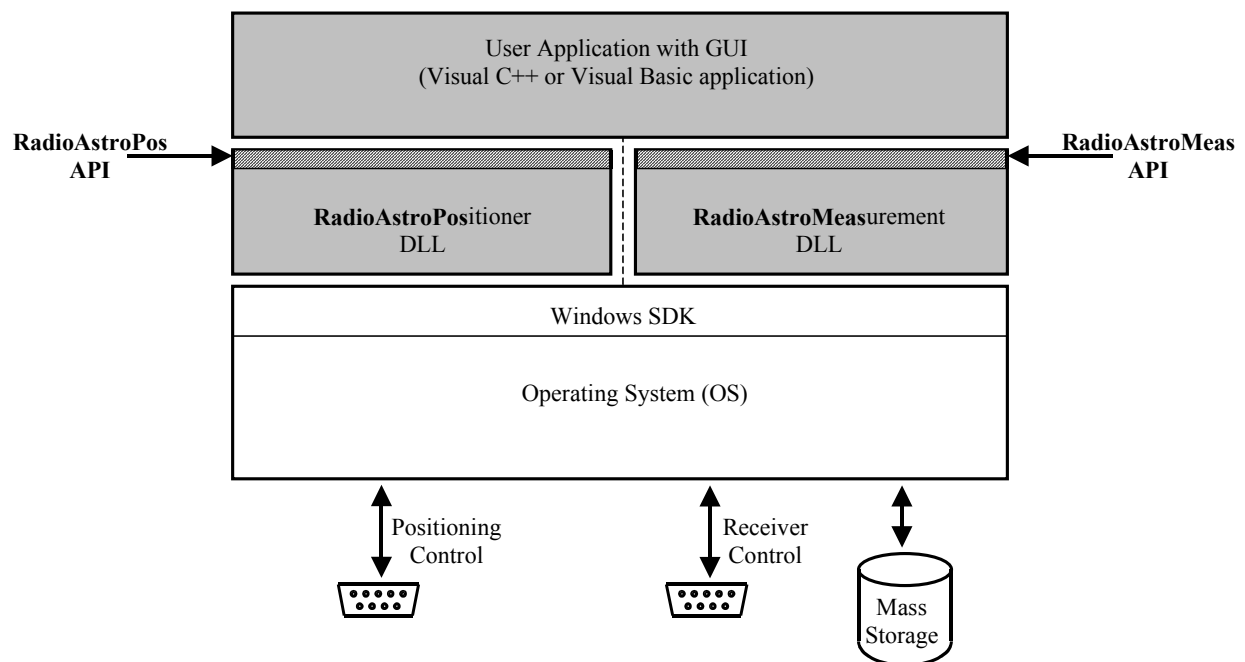 User Application with GUI
(Visual C++ or Visual Basic application)
RadioAstroPos
API
RadioAstroMeas
API
RadioAstroPositioner
DLL
RadioAstroMeasurement
DLL
Windows SDK
Operating System (OS)
Positioning
Control
Receiver
Control
Mass
Storage